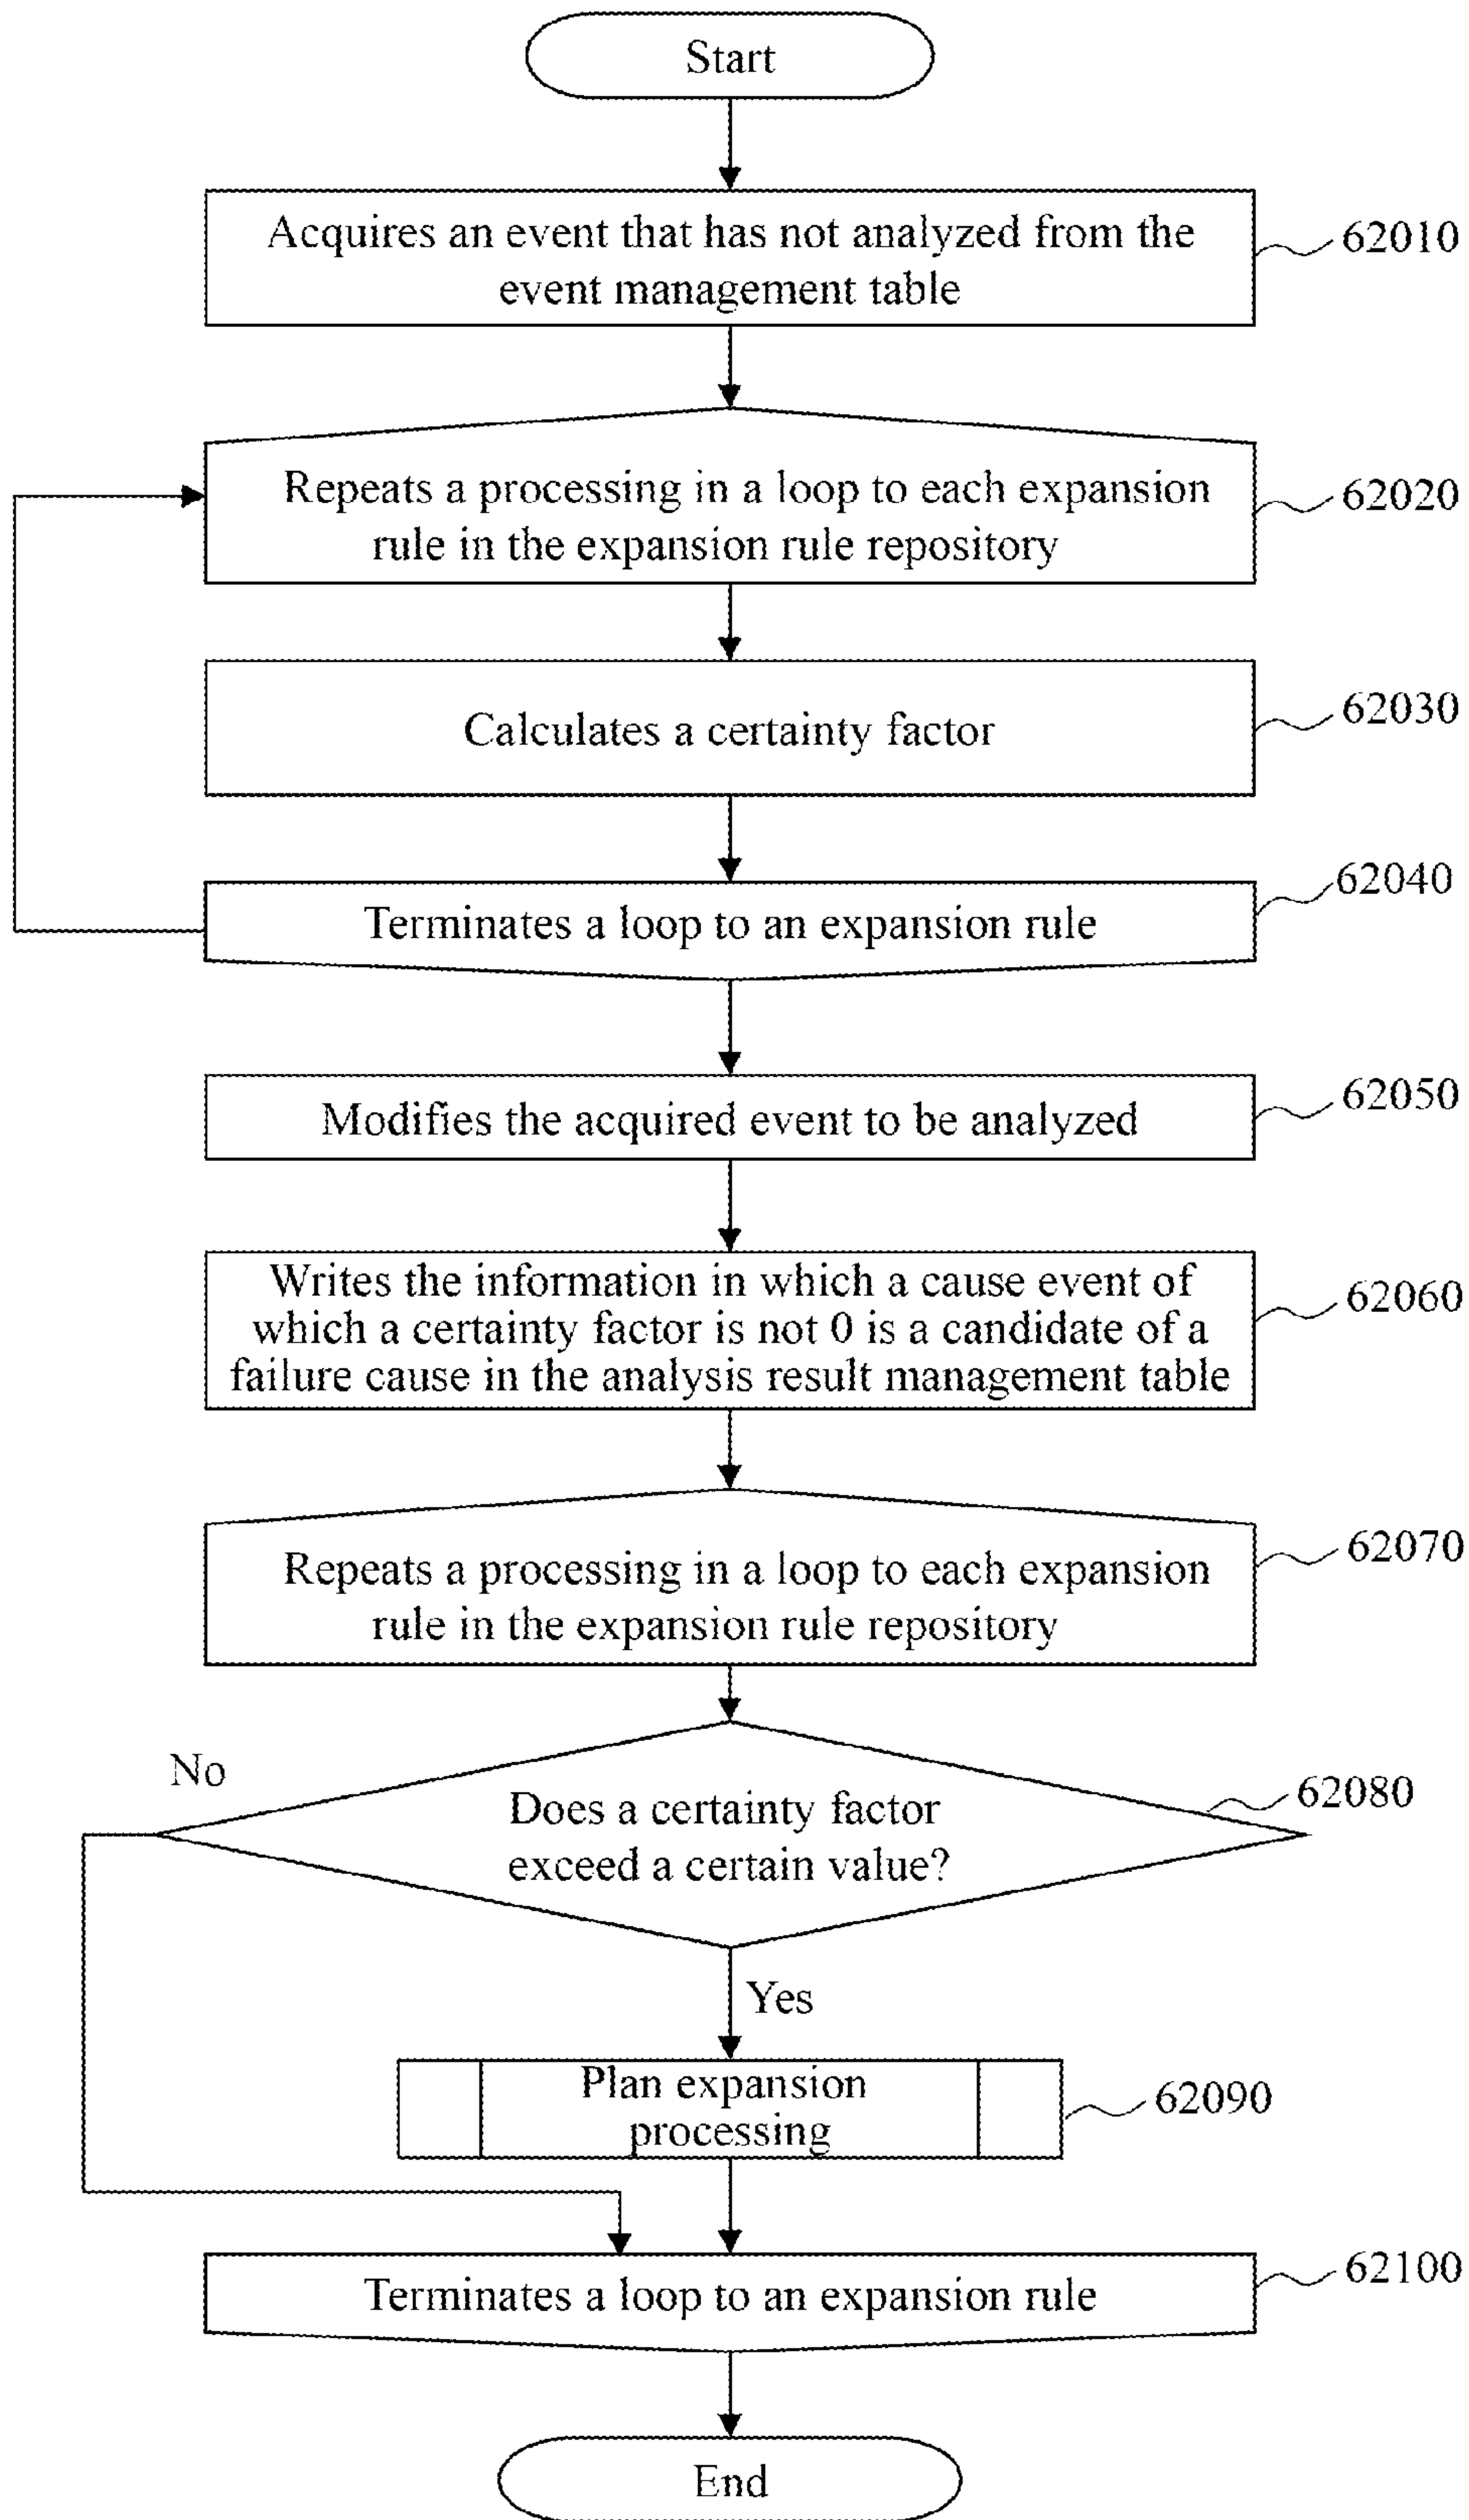 Start
Acquires an event that has not analyzed from the
event management table
62010
Repeats a processing in a loop to each expansion
rule in the expansion rule repository
62020
Calculates a certainty factor
62030
Terminates a loop to an expansion rule
62040
Modifies the acquired event to be analyzed
62050
Writes the information in which a cause event of
which a certainty factor is not 0 is a candidate of a
failure cause in the analysis result management table
62060
Repeats a processing in a loop to each expansion
rule in the expansion rule repository
62070
No
Does a certainty factor
exceed a certain value?
62080
Yes
Plan expansion
processing
62090
Terminates a loop to an expansion rule
62100
End